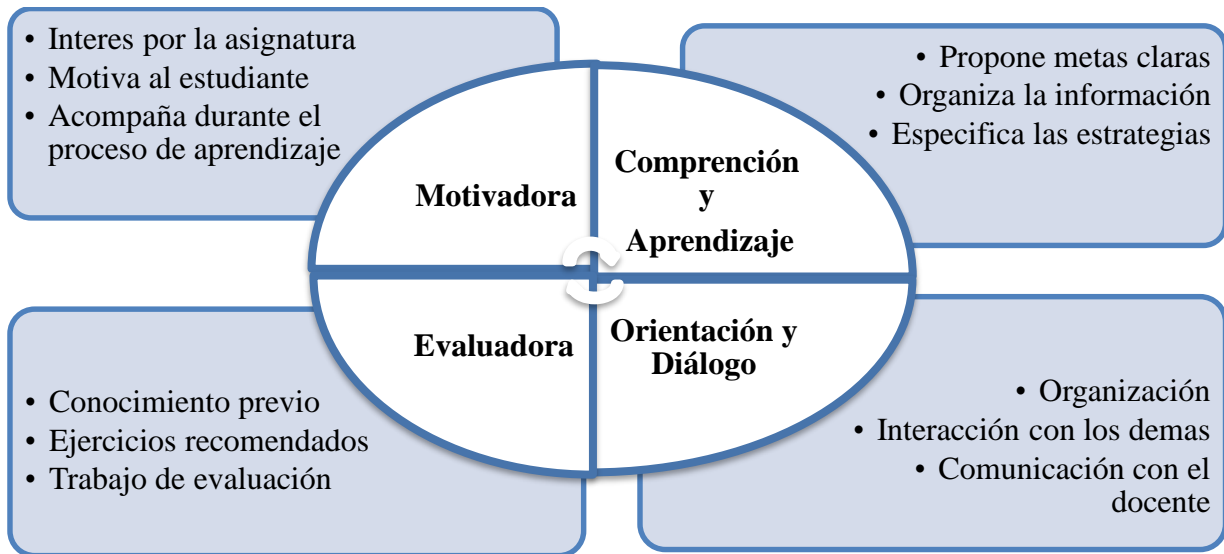 • Interes por la asignatura
• Motiva al estudiante
• Acompaña durante el
proceso de aprendizaje
• Propone metas claras
• Organiza la información
• Especifica las estrategias
Motivadora
Comprención
y
Aprendizaje
Evaluadora
Orientación y
Diálogo
• Conocimiento previo
• Ejercicios recomendados
• Trabajo de evaluación
• Organización
• Interacción con los demas
• Comunicación con el
docente